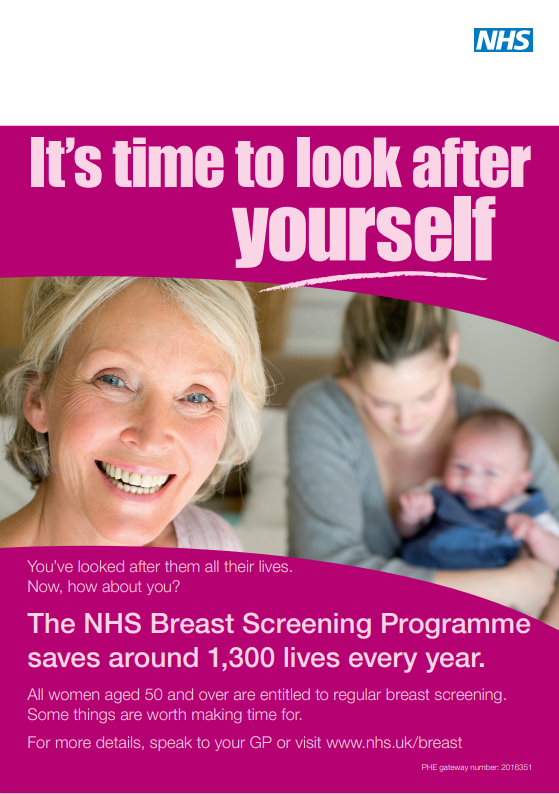 NHS
It's time to look after
yourself
You've looked after them all their lives.
Now, how about you?
The NHS Breast Screening Programme
saves around 1,300 lives every year.
All women aged 50 and over are entitled to regular breast screening.
Some things are worth making time for.
For more details, speak to your GP or visit www.nhs.uk/breast
PHE gateway number: 2016351